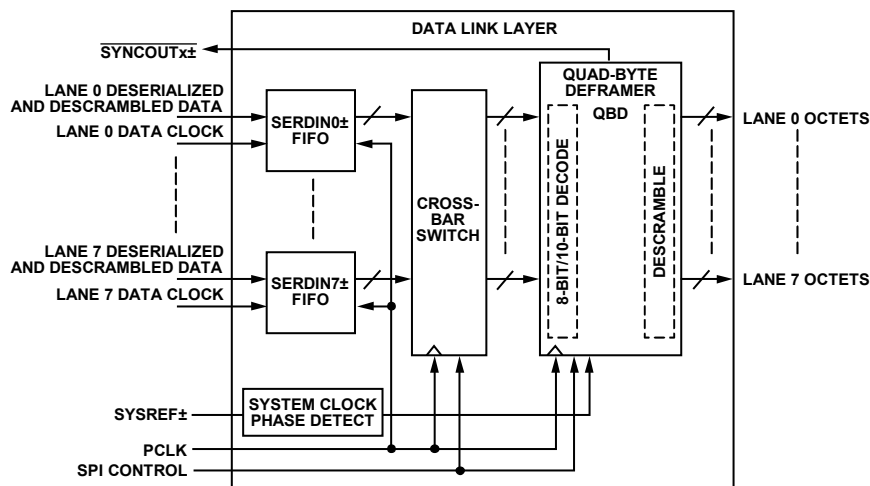 DATA LINK LAYER
SYNCOUTx±
LANE 0 DESERIALIZED
AND DESCRAMBLED DATA
LANE 0 DATA CLOCK
SERDIN0±
FIFO
LANE 7 DESERIALIZED
AND DESCRAMBLED DATA
LANE 7 DATA CLOCK
SERDIN7±
FIFO
CROSS-
BAR
SWITCH
QUAD-BYTE
DEFRAMER
QBD
8-BIT/10-BIT DECODE
DESCRAMBLE
LANE 0 OCTETS
LANE 7 OCTETS
SYSREF±
SYSTEM CLOCK
PHASE DETECT
PCLK
SPI CONTROL